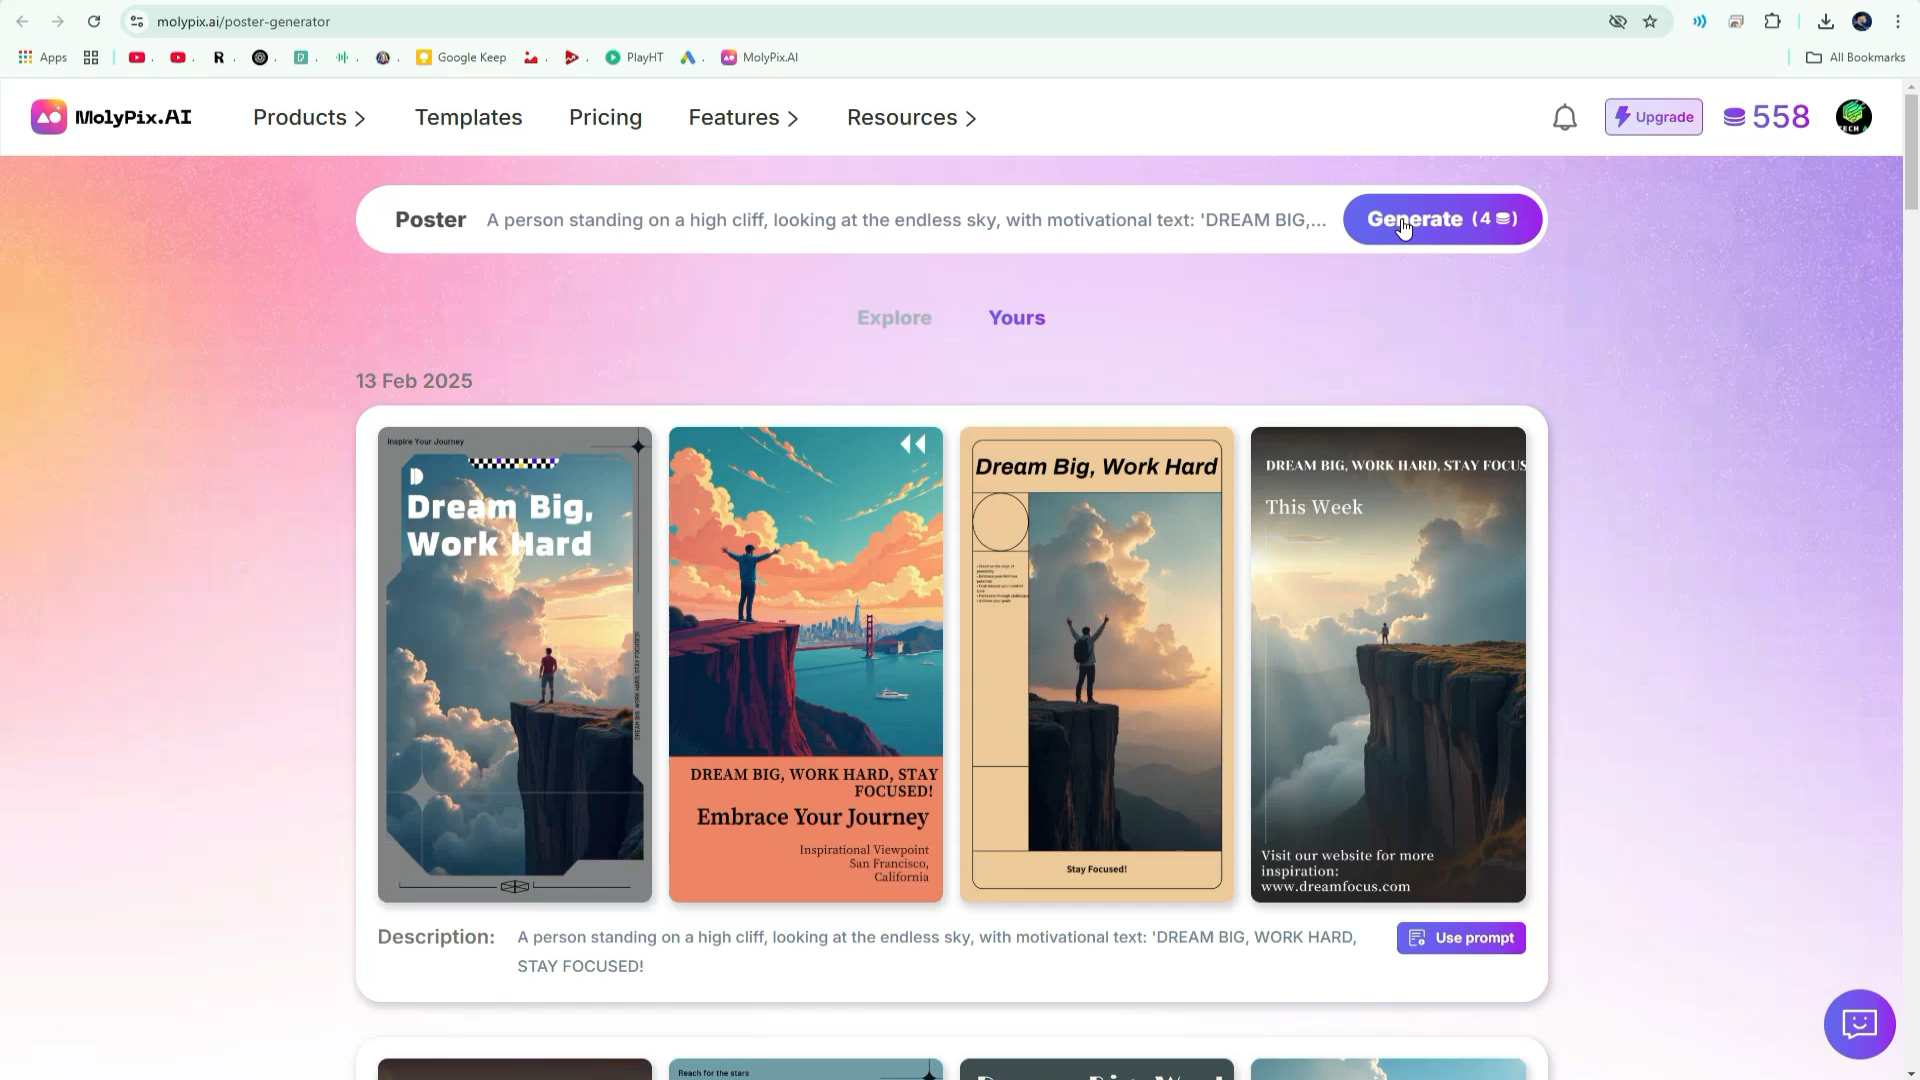 molypix.ai/poster-generator
Apps
Google Keep
PlayHT
MolyPix.AI
All Bookmarks
MolyPix.AI
Products
Templates
Pricing
Features
Resources
Upgrade
558
Poster
A person standing on a high cliff, looking at the endless sky, with motivational text: 'DREAM BIG,...
Generate (4 )
Explore
Yours
13 Feb 2025
Inspire Your Journey
Dream Big,
Work Hard
DREAM BIG, WORK HARD, STAY FOCUSED!
DREAM BIG, WORK HARD, STAY
FOCUSED!
Embrace Your Journey
Inspirational Viewpoint
San Francisco,
California
Dream Big, Work Hard
Stay Focused!
DREAM BIG, WORK HARD, STAY FOCUS
This Week
Visit our website for more
inspiration:
www.dreamfocus.com
Description:
A person standing on a high cliff, looking at the endless sky, with motivational text: 'DREAM BIG, WORK HARD,
STAY FOCUSED!
Use prompt
Reach for the stars